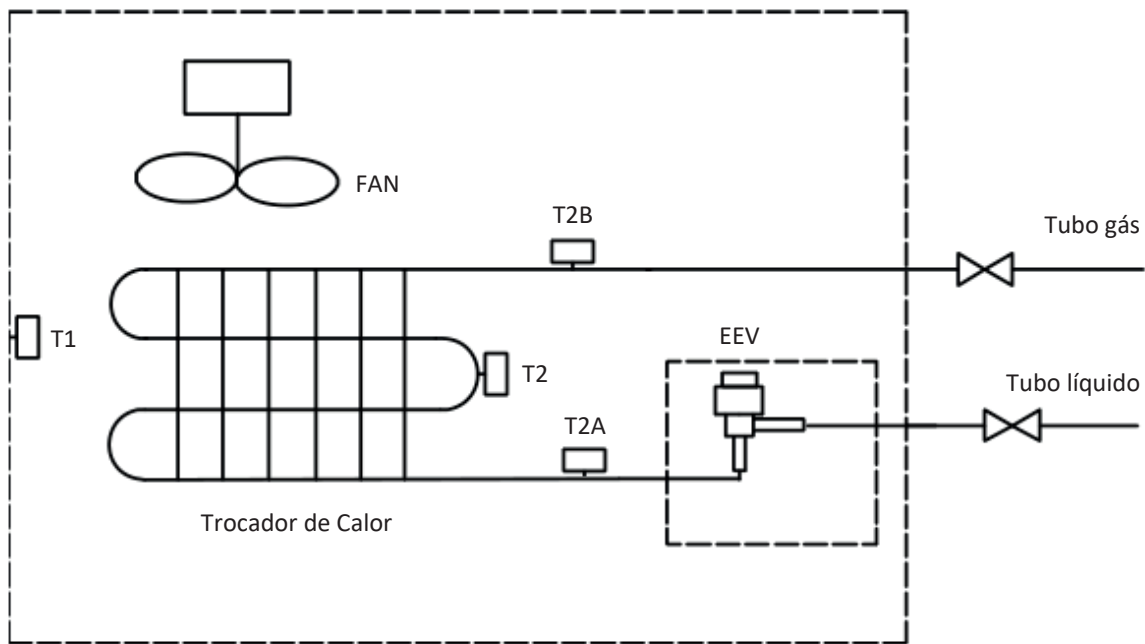 FAN
T2B
Tubo gás
T1
EEV
T2
Tubo líquido
T2A
Trocador de Calor